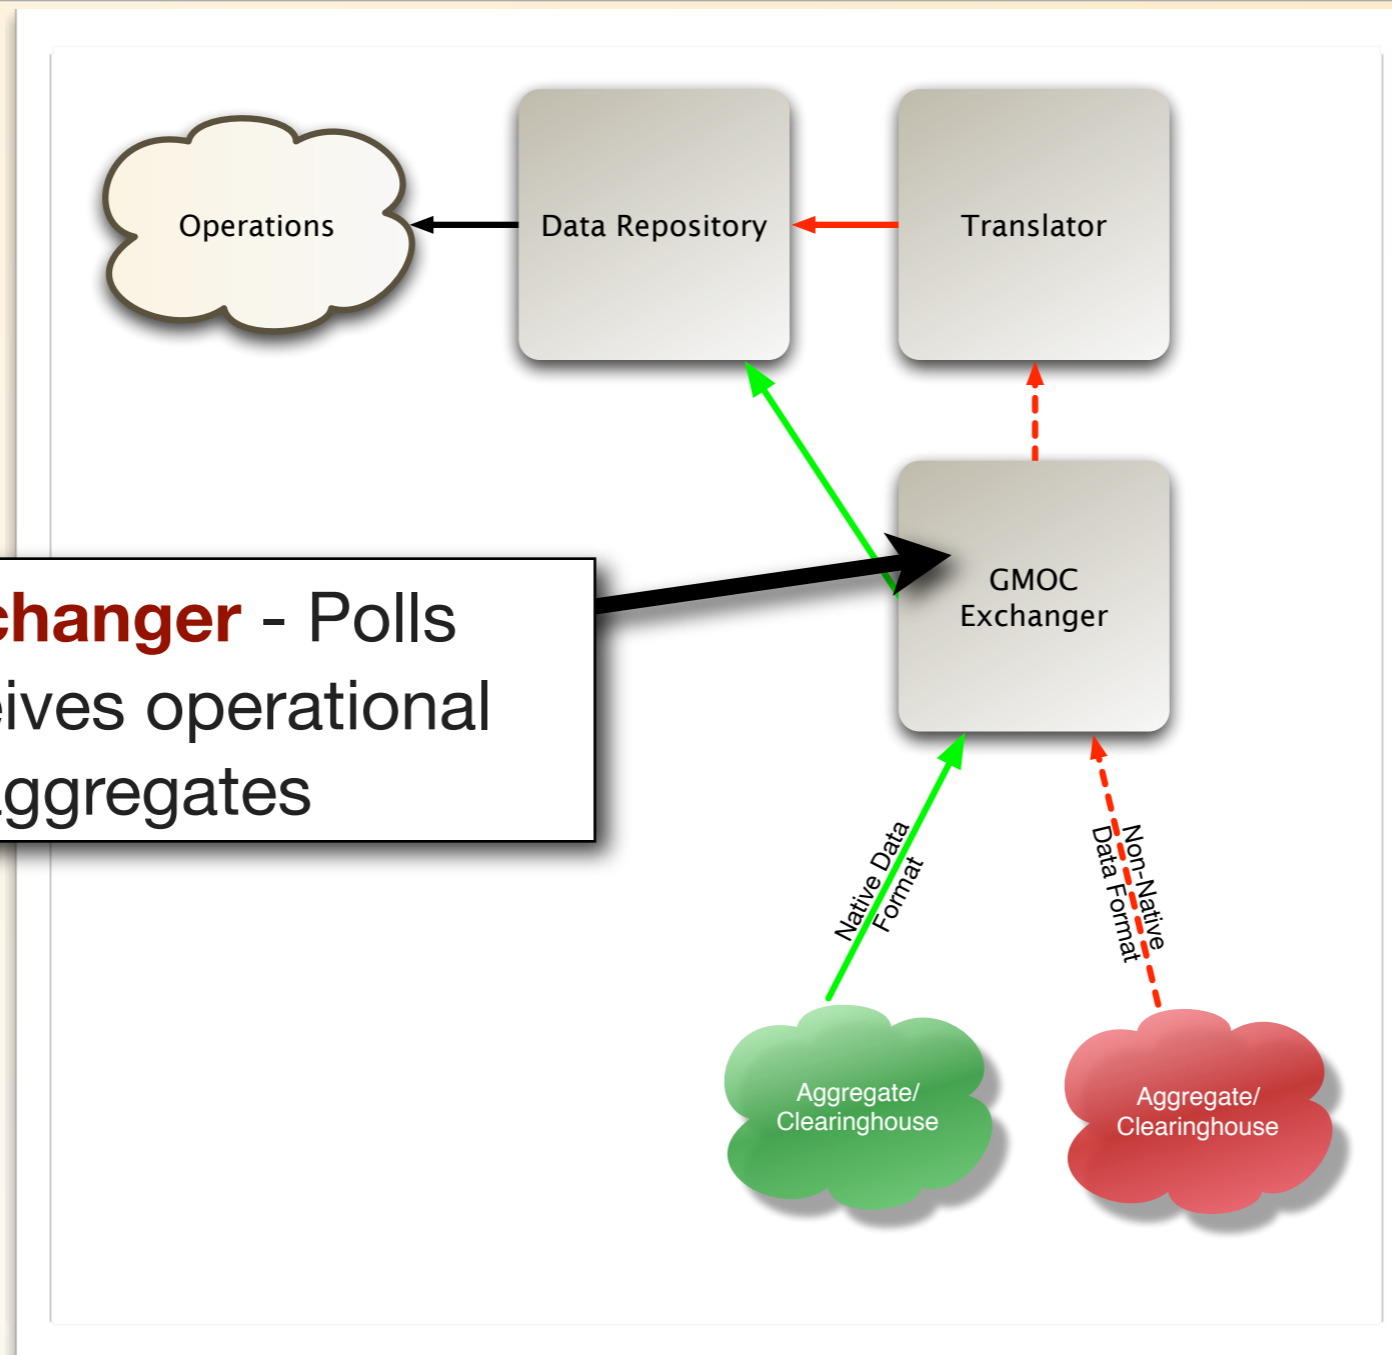 Operations
Data Repository
Translator
GMOC
Exchanger
changer - Polls
eives operational
aggregates
Native Data
Format
Non-Native
Data Format
Aggregate/
Clearinghouse
Aggregate/
Clearinghouse